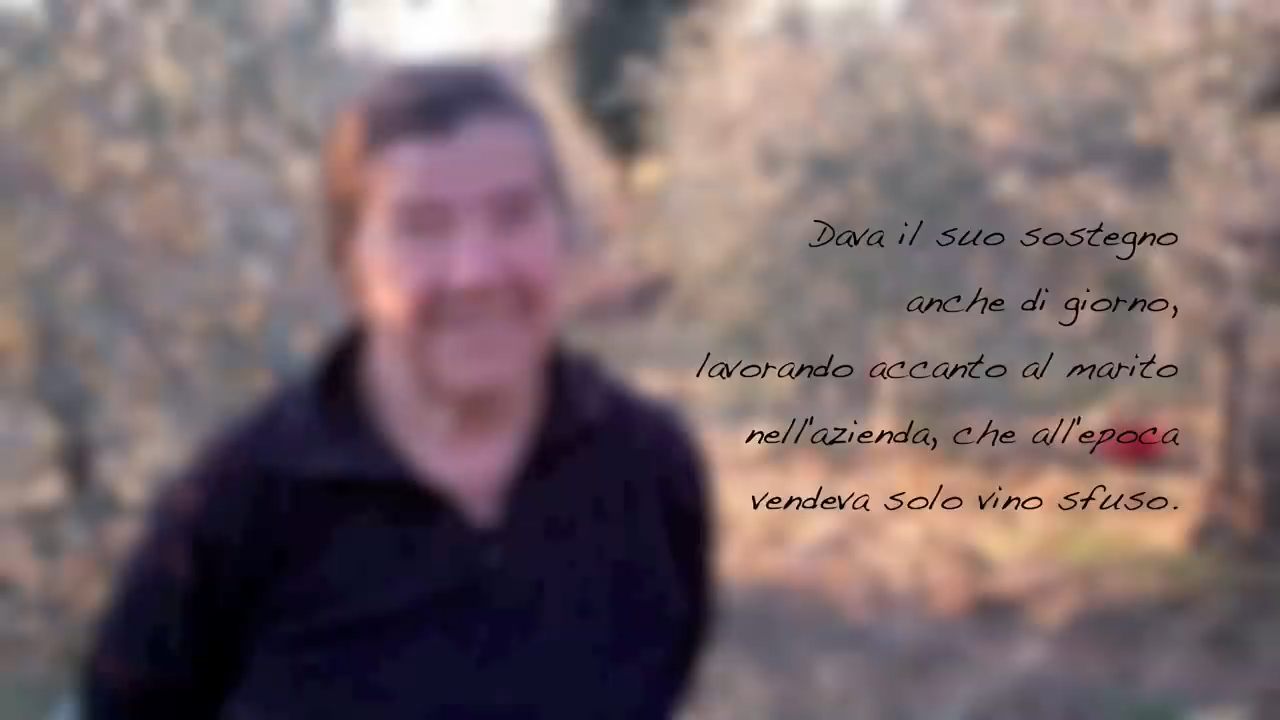 Dava il suo sostegno
anche di giorno,
lavorando accanto al marito
nell'azienda, che all'epoca
vendeva solo vino sfuso.